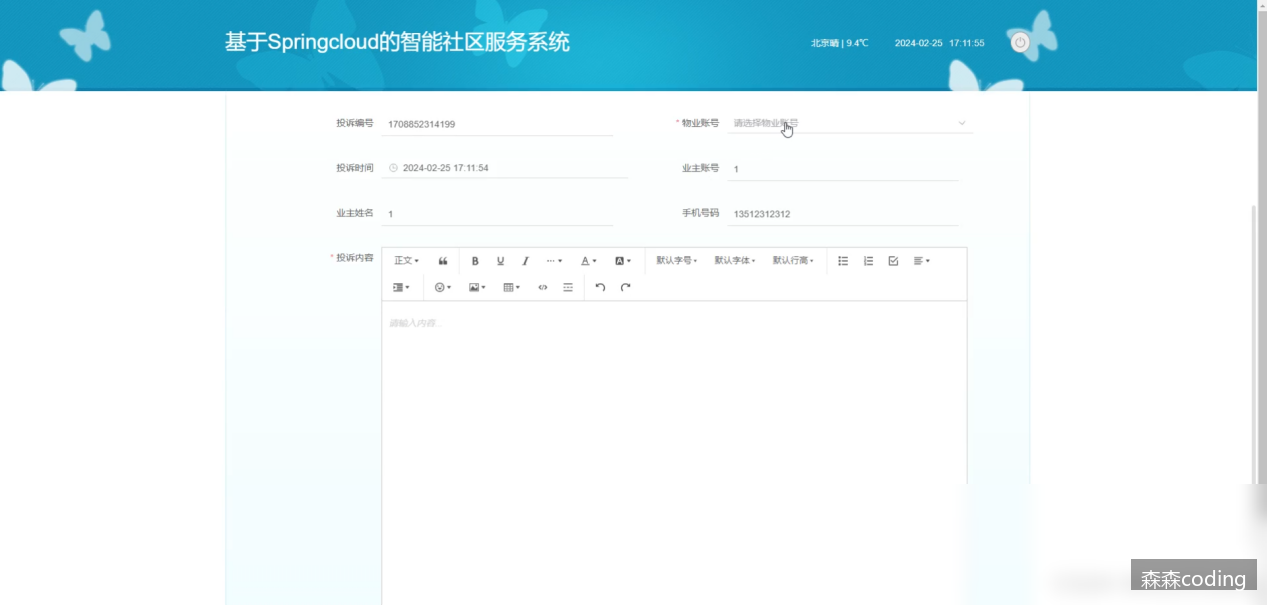 基于Springcloud的智能社区服务系统
北京晴 | 9.4℃ 2024-02-25 17:11:55
投诉编号 1708852314199 * 物业账号 请选择物业账号
投诉时间 2024-02-25 17:11:54 业主账号 1
业主姓名 1 手机号码 13512312312
* 投诉内容 正文 B U I A A 默认字号 默认字体 默认行高
请输入内容...
森森coding